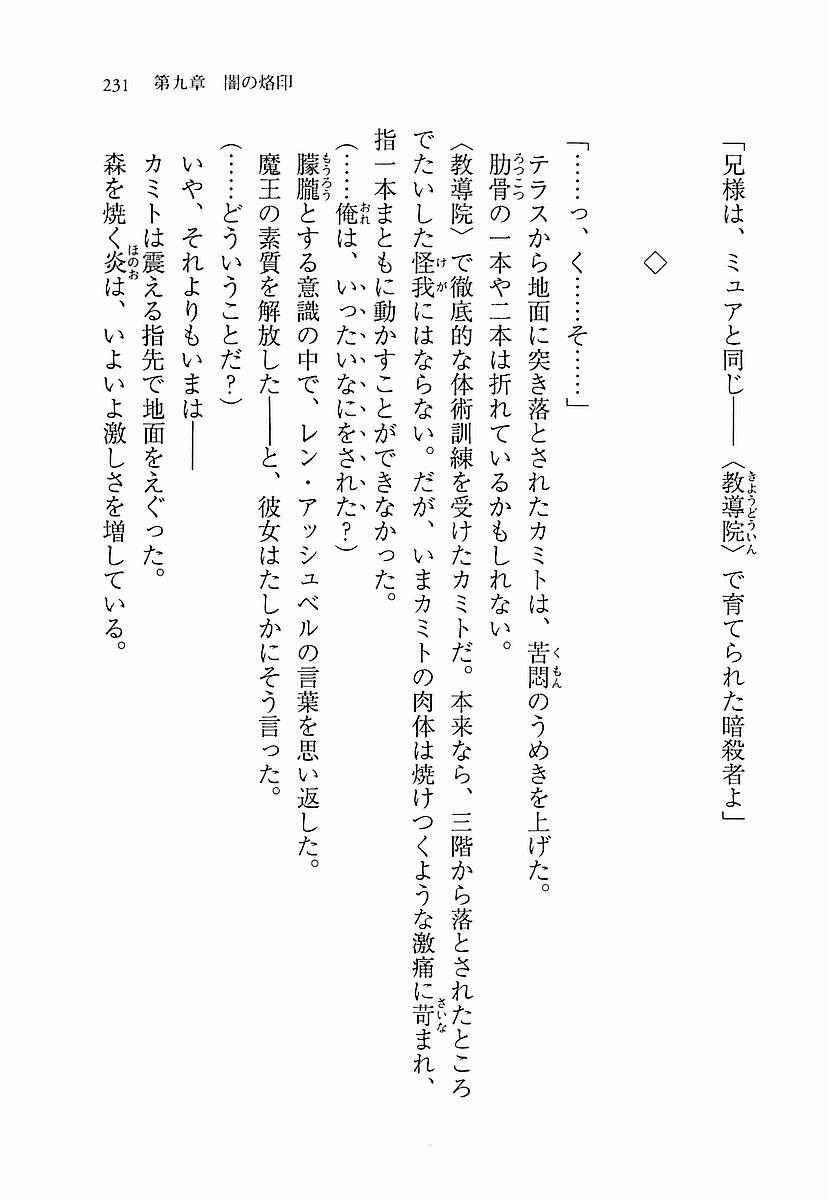 231 第九章 闇の烙印
「兄様は、ミュアと同じ――〈教導院〉で育てられた暗殺者よ」
◇
「……っ、く……そ……」
テラスから地面に突き落とされたカミトは、苦悶のうめきを上げた。
肋骨の一本や二本は折れているかもしれない。
〈教導院〉で徹底的な体術訓練を受けたカミトだ。本来なら、三階から落とされたところ
でたいした怪我にはならない。だが、いまカミトの肉体は焼けつくような激痛に苛まれ、
指一本まともに動かすことができなかった。
(……俺は、いったいなにをされた?)
朦朧とする意識の中で、レン・アッシュベルの言葉を思い返した。
魔王の素質を解放した――と、彼女はたしかにそう言った。
(……どういうことだ?)
いや、それよりもいまは――
カミトは震える指先で地面をえぐった。
森を焼く炎は、いよいよ激しさを増している。